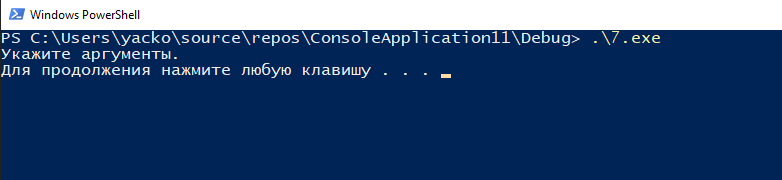 Windows PowerShell
PS C:\Users\yacko\source\repos\ConsoleApplication11\Debug> .\7.exe
Укажите аргументы.
Для продолжения нажмите любую клавишу . . .